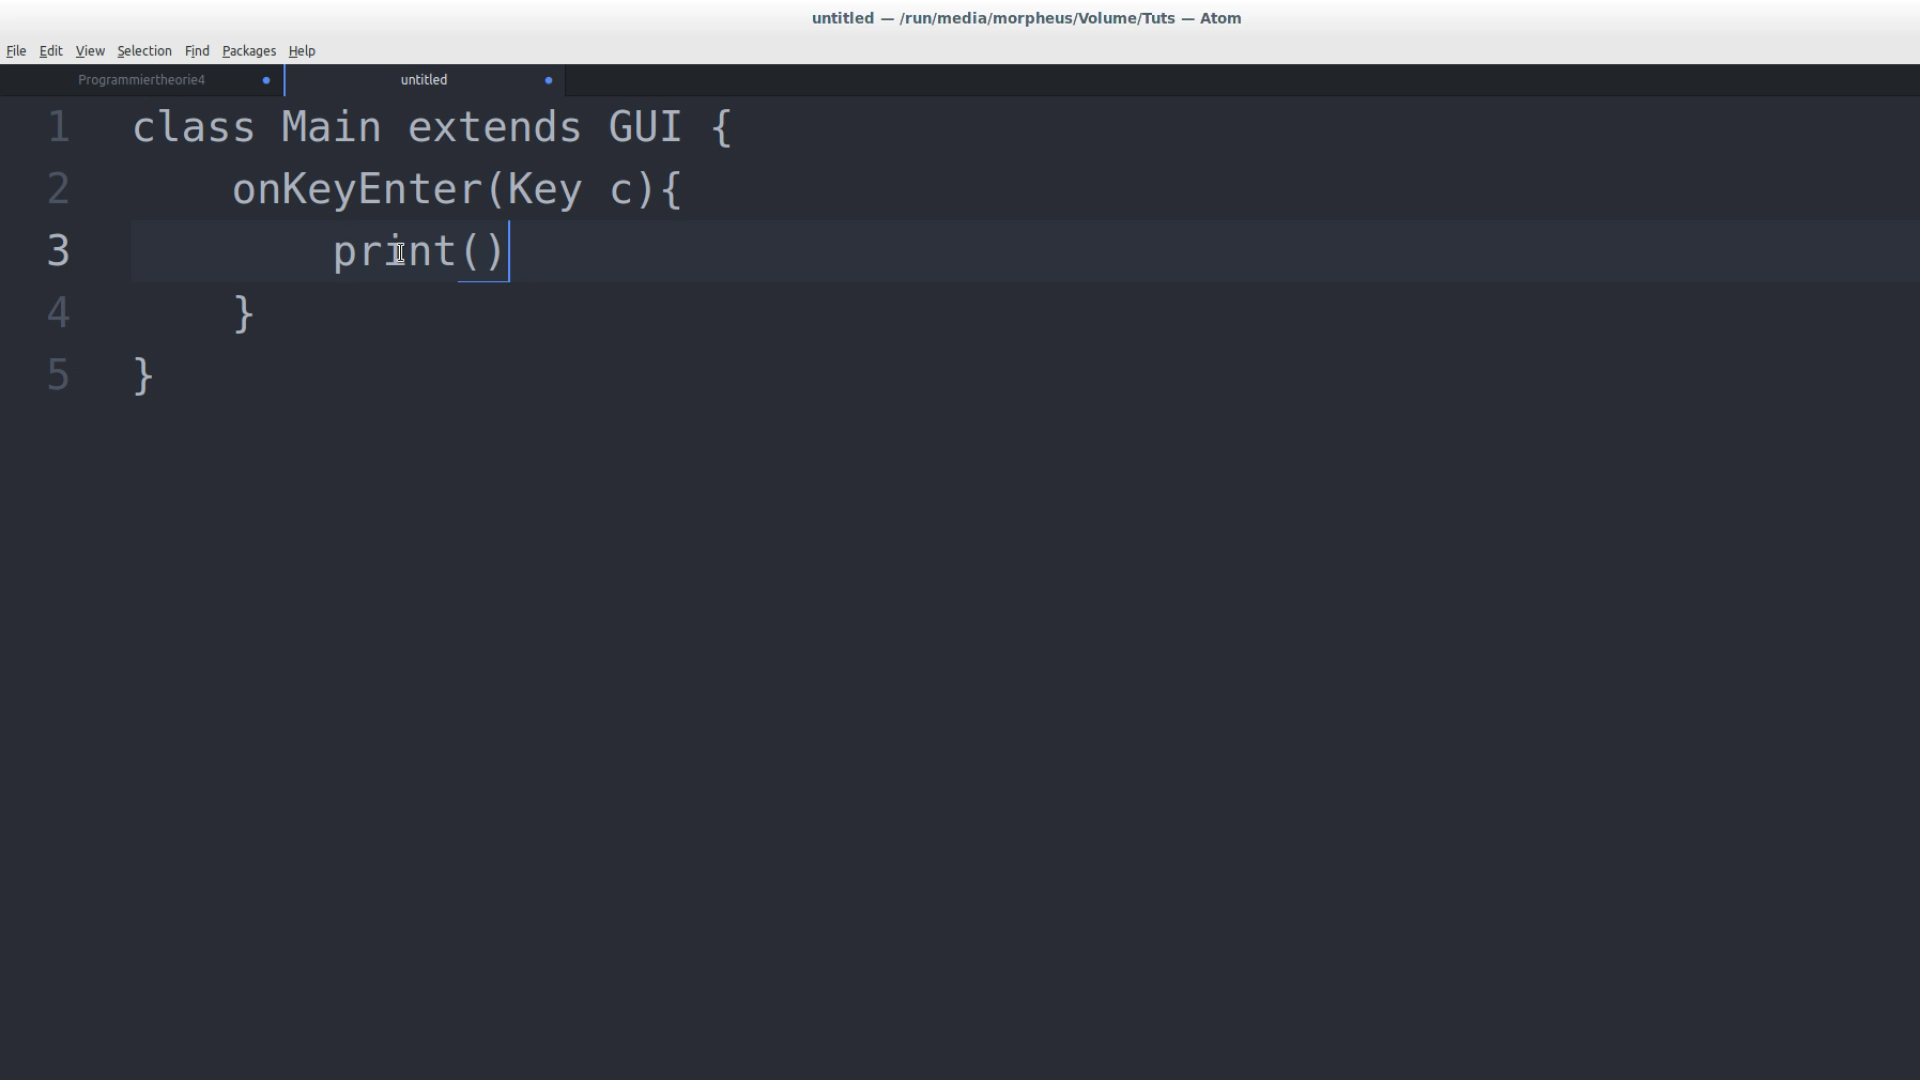 untitled — /run/media/morpheus/Volume/Tuts — Atom
File Edit View Selection Find Packages Help
Programmiertheorie4 untitled
1 class Main extends GUI {
2 onKeyEnter(Key c){
3 print()
4 }
5 }